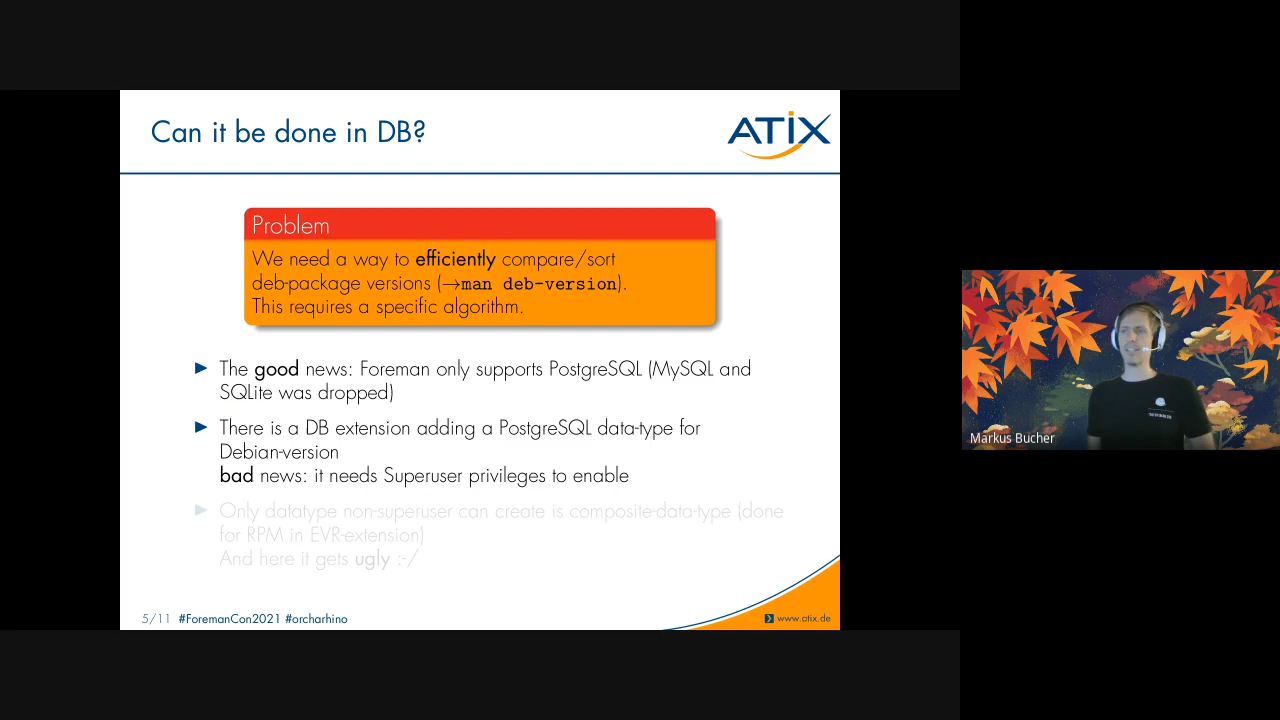 Can it be done in DB?
ATIX
Problem
We need a way to efficiently compare/sort
deb-package versions (→man deb-version).
This requires a specific algorithm.
The good news: Foreman only supports PostgreSQL (MySQL and
SQLite was dropped)
There is a DB extension adding a PostgreSQL data-type for
Debian-version
bad news: it needs Superuser privileges to enable
Only datatype non-superuser can create is composite-data-type (done
for RPM in EVR-extension)
And here it gets ugly :-/
5/11 #ForemanCon2021 #orcharhino
www.atix.de
Markus Bucher